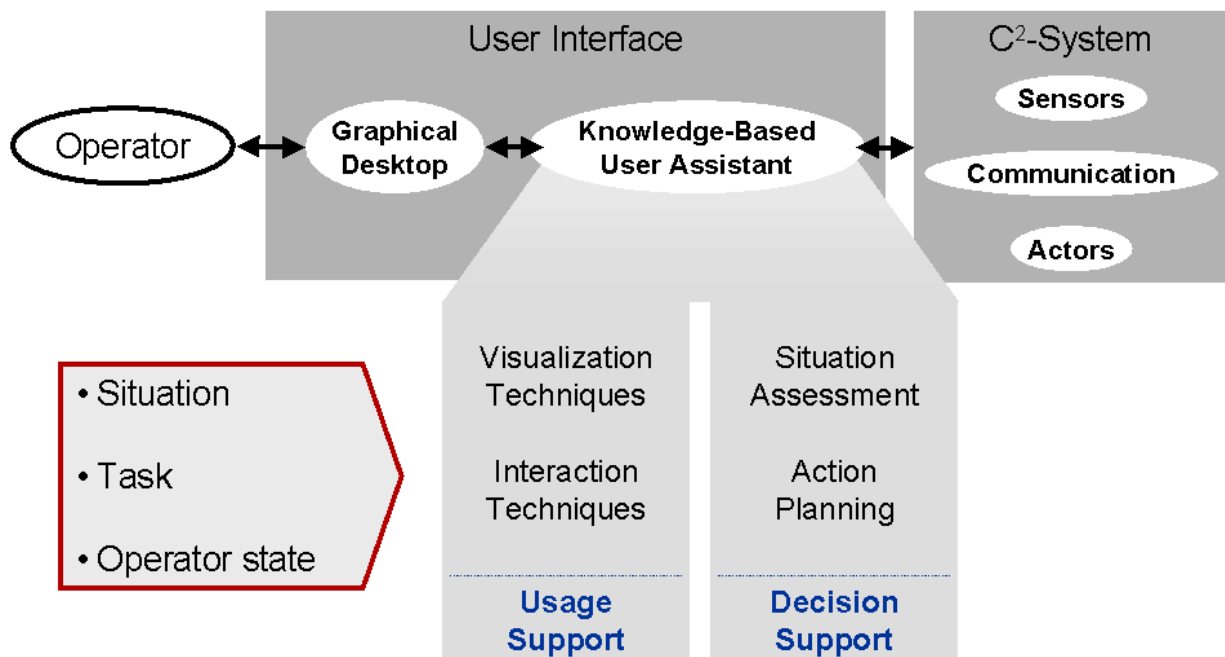 User Interface
C²-System
Operator
Graphical
Desktop
Knowledge-Based
User Assistant
Sensors
Communication
Actors
• Situation
• Task
• Operator state
Visualization
Techniques
Interaction
Techniques
Usage
Support
Situation
Assessment
Action
Planning
Decision
Support